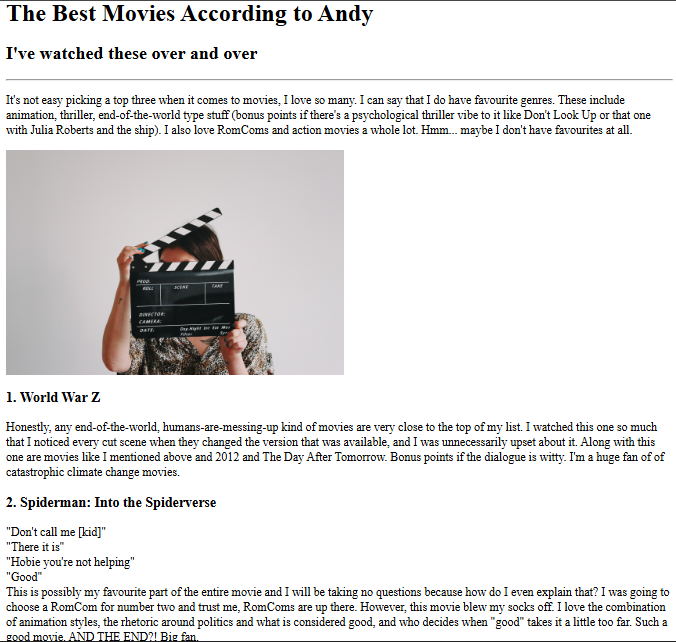 The Best Movies According to Andy
I've watched these over and over
It's not easy picking a top three when it comes to movies, I love so many. I can say that I do have favourite genres. These include
animation, thriller, end-of-the-world type stuff (bonus points if there's a psychological thriller vibe to it like Don't Look Up or that one
with Julia Roberts and the ship). I also love RomComs and action movies a whole lot. Hmm... maybe I don't have favourites at all.
PROD.
ROLL
SCENE
TAKE
DIRECTOR:
CAMERA:
DATE:
Day-Night Int Ext Mos
1. World War Z
Honestly, any end-of-the-world, humans-are-messing-up kind of movies are very close to the top of my list. I watched this one so much
that I noticed every cut scene when they changed the version that was available, and I was unnecessarily upset about it. Along with this
one are movies like I mentioned above and 2012 and The Day After Tomorrow. Bonus points if the dialogue is witty. I'm a huge fan of of
catastrophic climate change movies.
2. Spiderman: Into the Spiderverse
"Don't call me [kid]"
"There it is"
"Hobie you're not helping"
"Good"
This is possibly my favourite part of the entire movie and I will be taking no questions because how do I even explain that? I was going to
choose a RomCom for number two and trust me, RomComs are up there. However, this movie blew my socks off. I love the combination
of animation styles, the rhetoric around politics and what is considered good, and who decides when "good" takes it a little too far. Such a
good movie. AND THE END?! Big fan.